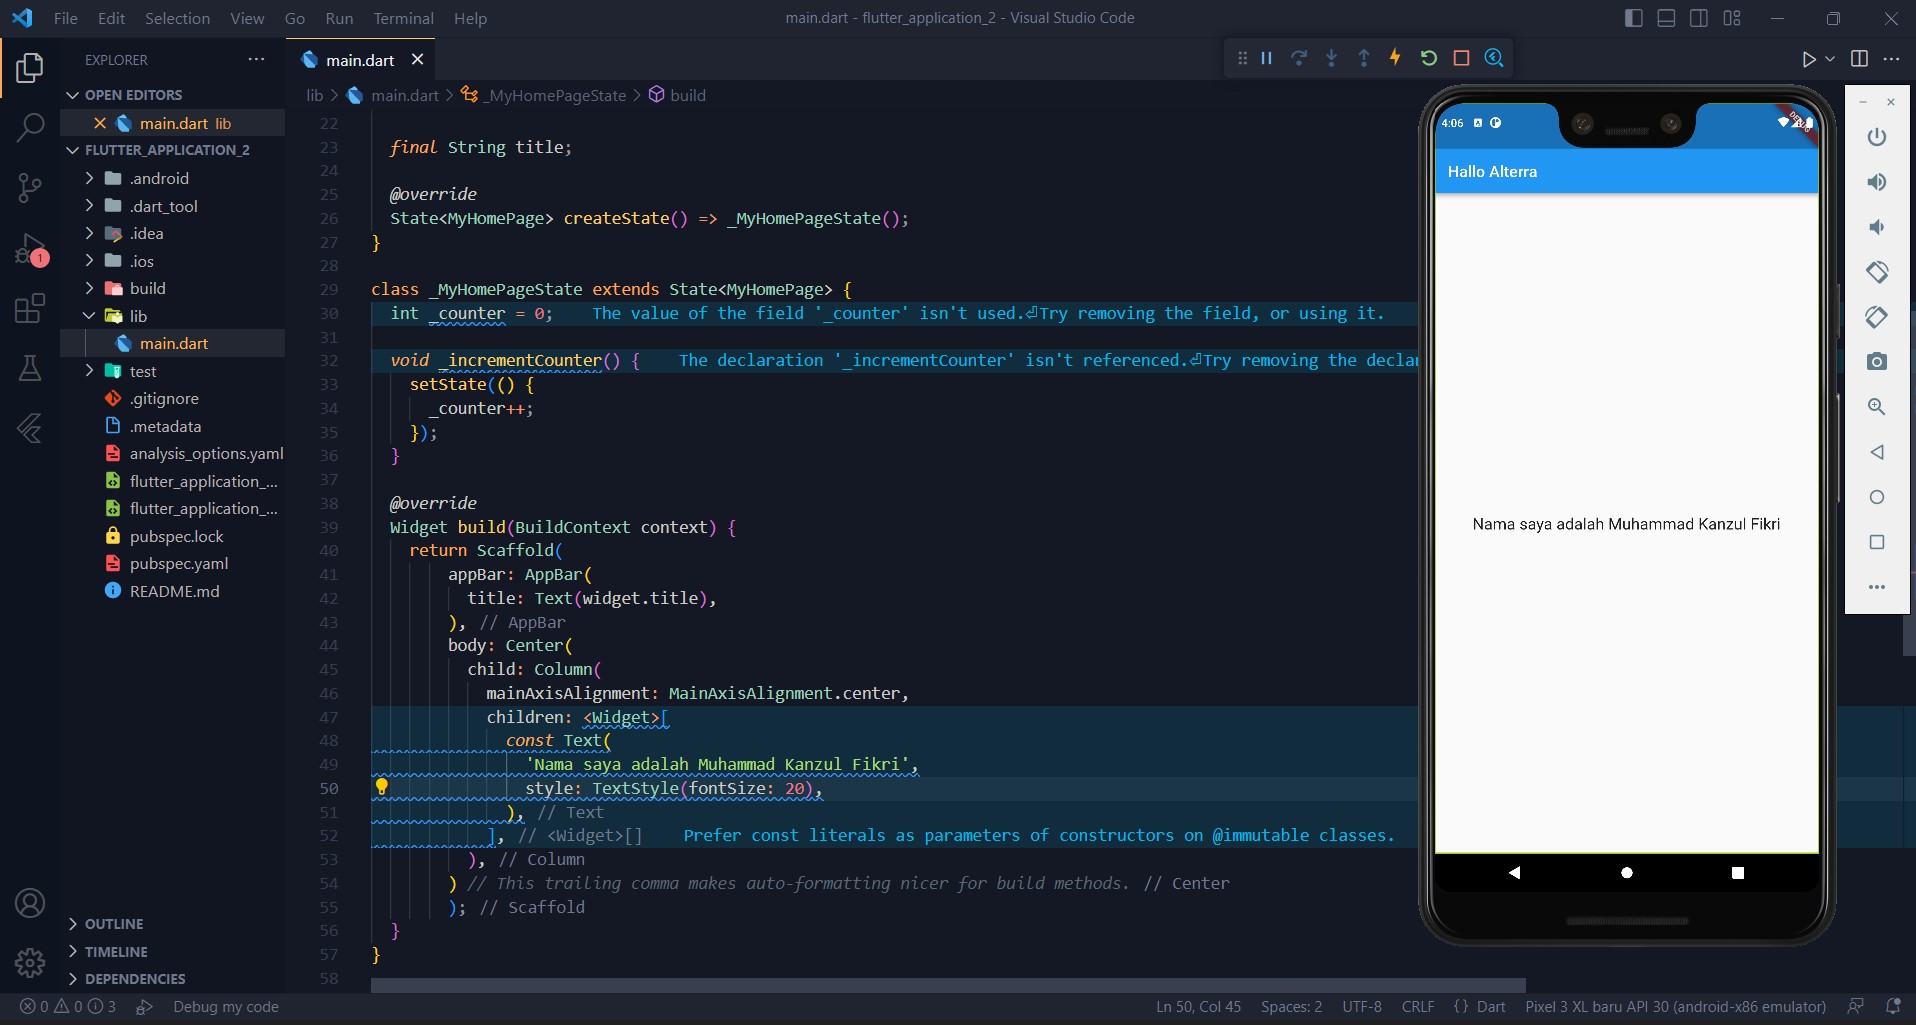 File Edit Selection View Go Run Terminal Help
main.dart - flutter_application_2 - Visual Studio Code
EXPLORER
OPEN EDITORS
main.dart lib
FLUTTER_APPLICATION_2
.android
.dart_tool
.idea
.ios
build
lib
main.dart
test
.gitignore
.metadata
analysis_options.yaml
flutter_application_...
flutter_application_...
pubspec.lock
pubspec.yaml
README.md
OUTLINE
TIMELINE
DEPENDENCIES
1
main.dart
lib > main.dart > _MyHomePageState > build
22
23 final String title;
24
25 @override
26 State<MyHomePage> createState() => _MyHomePageState();
27 }
28
29 class _MyHomePageState extends State<MyHomePage> {
30 int _counter = 0; The value of the field '_counter' isn't used.⏎Try removing the field, or using it.
31
32 void _incrementCounter() { The declaration '_incrementCounter' isn't referenced.⏎Try removing the declar
33 setState(() {
34 _counter++;
35 });
36 }
37
38 @override
39 Widget build(BuildContext context) {
40 return Scaffold(
41 appBar: AppBar(
42 title: Text(widget.title),
43 ), // AppBar
44 body: Center(
45 child: Column(
46 mainAxisAlignment: MainAxisAlignment.center,
47 children: <Widget>[
48 const Text(
49 'Nama saya adalah Muhammad Kanzul Fikri',
50 style: TextStyle(fontSize: 20),
51 ), // Text
52 ], // <Widget>[] Prefer const literals as parameters of constructors on @immutable classes.
53 ), // Column
54 ) // This trailing comma makes auto-formatting nicer for build methods. // Center
55 ); // Scaffold
56 }
57 }
58
4:06
DEBUG
Hallo Alterra
Nama saya adalah Muhammad Kanzul Fikri
0 0 3 Debug my code
Ln 50, Col 45 Spaces: 2 UTF-8 CRLF {} Dart Pixel 3 XL baru API 30 (android-x86 emulator)